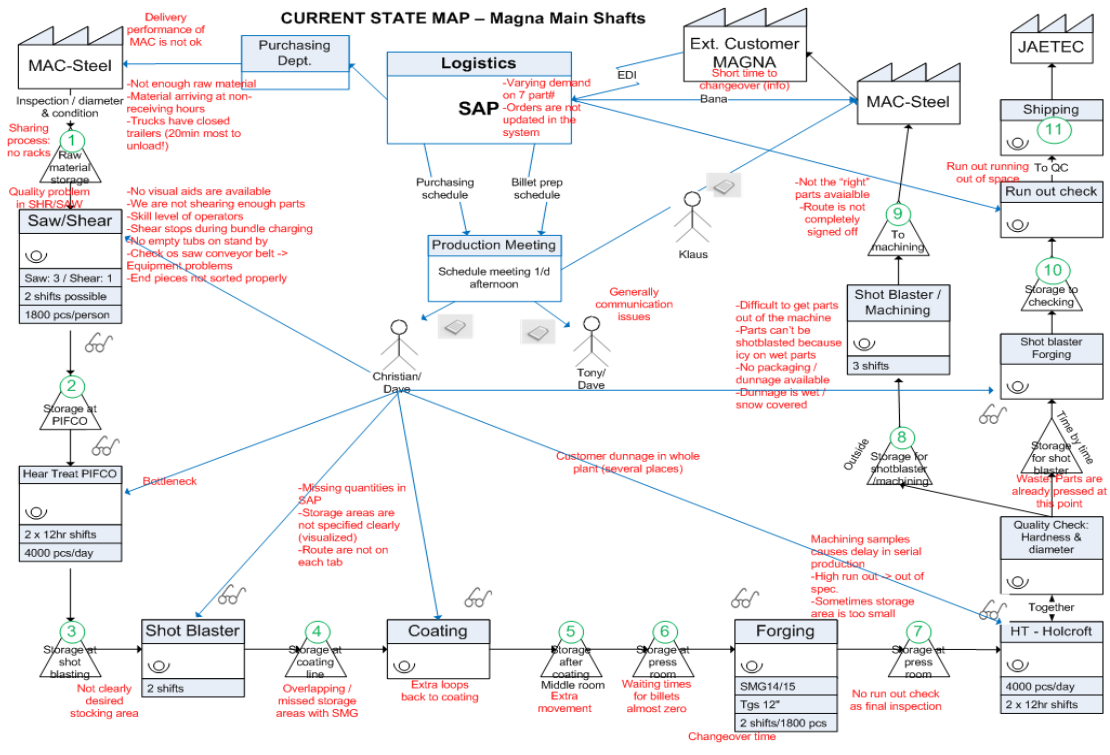 CURRENT STATE MAP – Magna Main Shafts
Delivery
performance of
MAC is not ok
MAC-Steel
Purchasing
Dept.
Logistics
SAP
-Varying demand
on 7 part#
-Orders are not
updated in the
system
EDI
Ext. Customer
MAGNA
Short time to
changeover (info)
Bana
MAC-Steel
JAETEC
Inspection / diameter
& condition
-Not enough raw material
-Material arriving at non-
receiving hours
-Trucks have closed
trailers (20min most to
unload!)
Sharing
process:
no racks
1
Raw
material
storage
Quality problem
in SHR/SAW
Saw/Shear
Saw: 3 / Shear: 1
2 shifts possible
1800 pcs/person
-No visual aids are available
-We are not shearing enough parts
-Skill level of operators
-Shear stops during bundle charging
-No empty tubs on stand by
-Check os saw conveyor belt ->
Equipment problems
-End pieces not sorted properly
Purchasing
schedule
Billet prep
schedule
Production Meeting
Schedule meeting 1/d
afternoon
Klaus
Generally
communication
issues
Christian/
Dave
Tony/
Dave
-Not the “right”
parts avaialble
-Route is not
completely
signed off
9
To
machining
Shot Blaster /
Machining
3 shifts
-Difficult to get parts
out of the machine
-Parts can’t be
shotblasted because
icy on wet parts
-No packaging /
dunnage available
-Dunnage is wet /
snow covered
Shipping
11
To QC
Run out running
out of space
Run out check
10
Storage to
checking
Shot blaster
Forging
Time by time
Storage
for shot
blaster
Waste: Parts are
already pressed at
this point
8
Outside
Storage for
shotblaster
/machining
Quality Check:
Hardness &
diameter
Together
2
Storage at
PIFCO
Hear Treat PIFCO
2 x 12hr shifts
4000 pcs/day
Bottleneck
-Missing quantities in
SAP
-Storage areas are
not specified clearly
(visualized)
-Route are not on
each tab
Customer dunnage in whole
plant (several places)
Machining samples
causes delay in serial
production
-High run out -> out of
spec.
-Sometimes storage
area is too small
3
Storage at
shot
blasting
Not clearly
desired
stocking area
Shot Blaster
2 shifts
4
Storage at
coating
line
Overlapping /
missed storage
areas with SMG
Coating
Extra loops
back to coating
5
Storage
after
coating
Middle room
Extra
movement
6
Storage at
press
room
Waiting times
for billets
almost zero
Forging
SMG14/15
Tgs 12"
2 shifts/1800 pcs
Changeover time
7
Storage at
press room
No run out check
as final inspection
HT - Holcroft
4000 pcs/day
2 x 12hr shifts